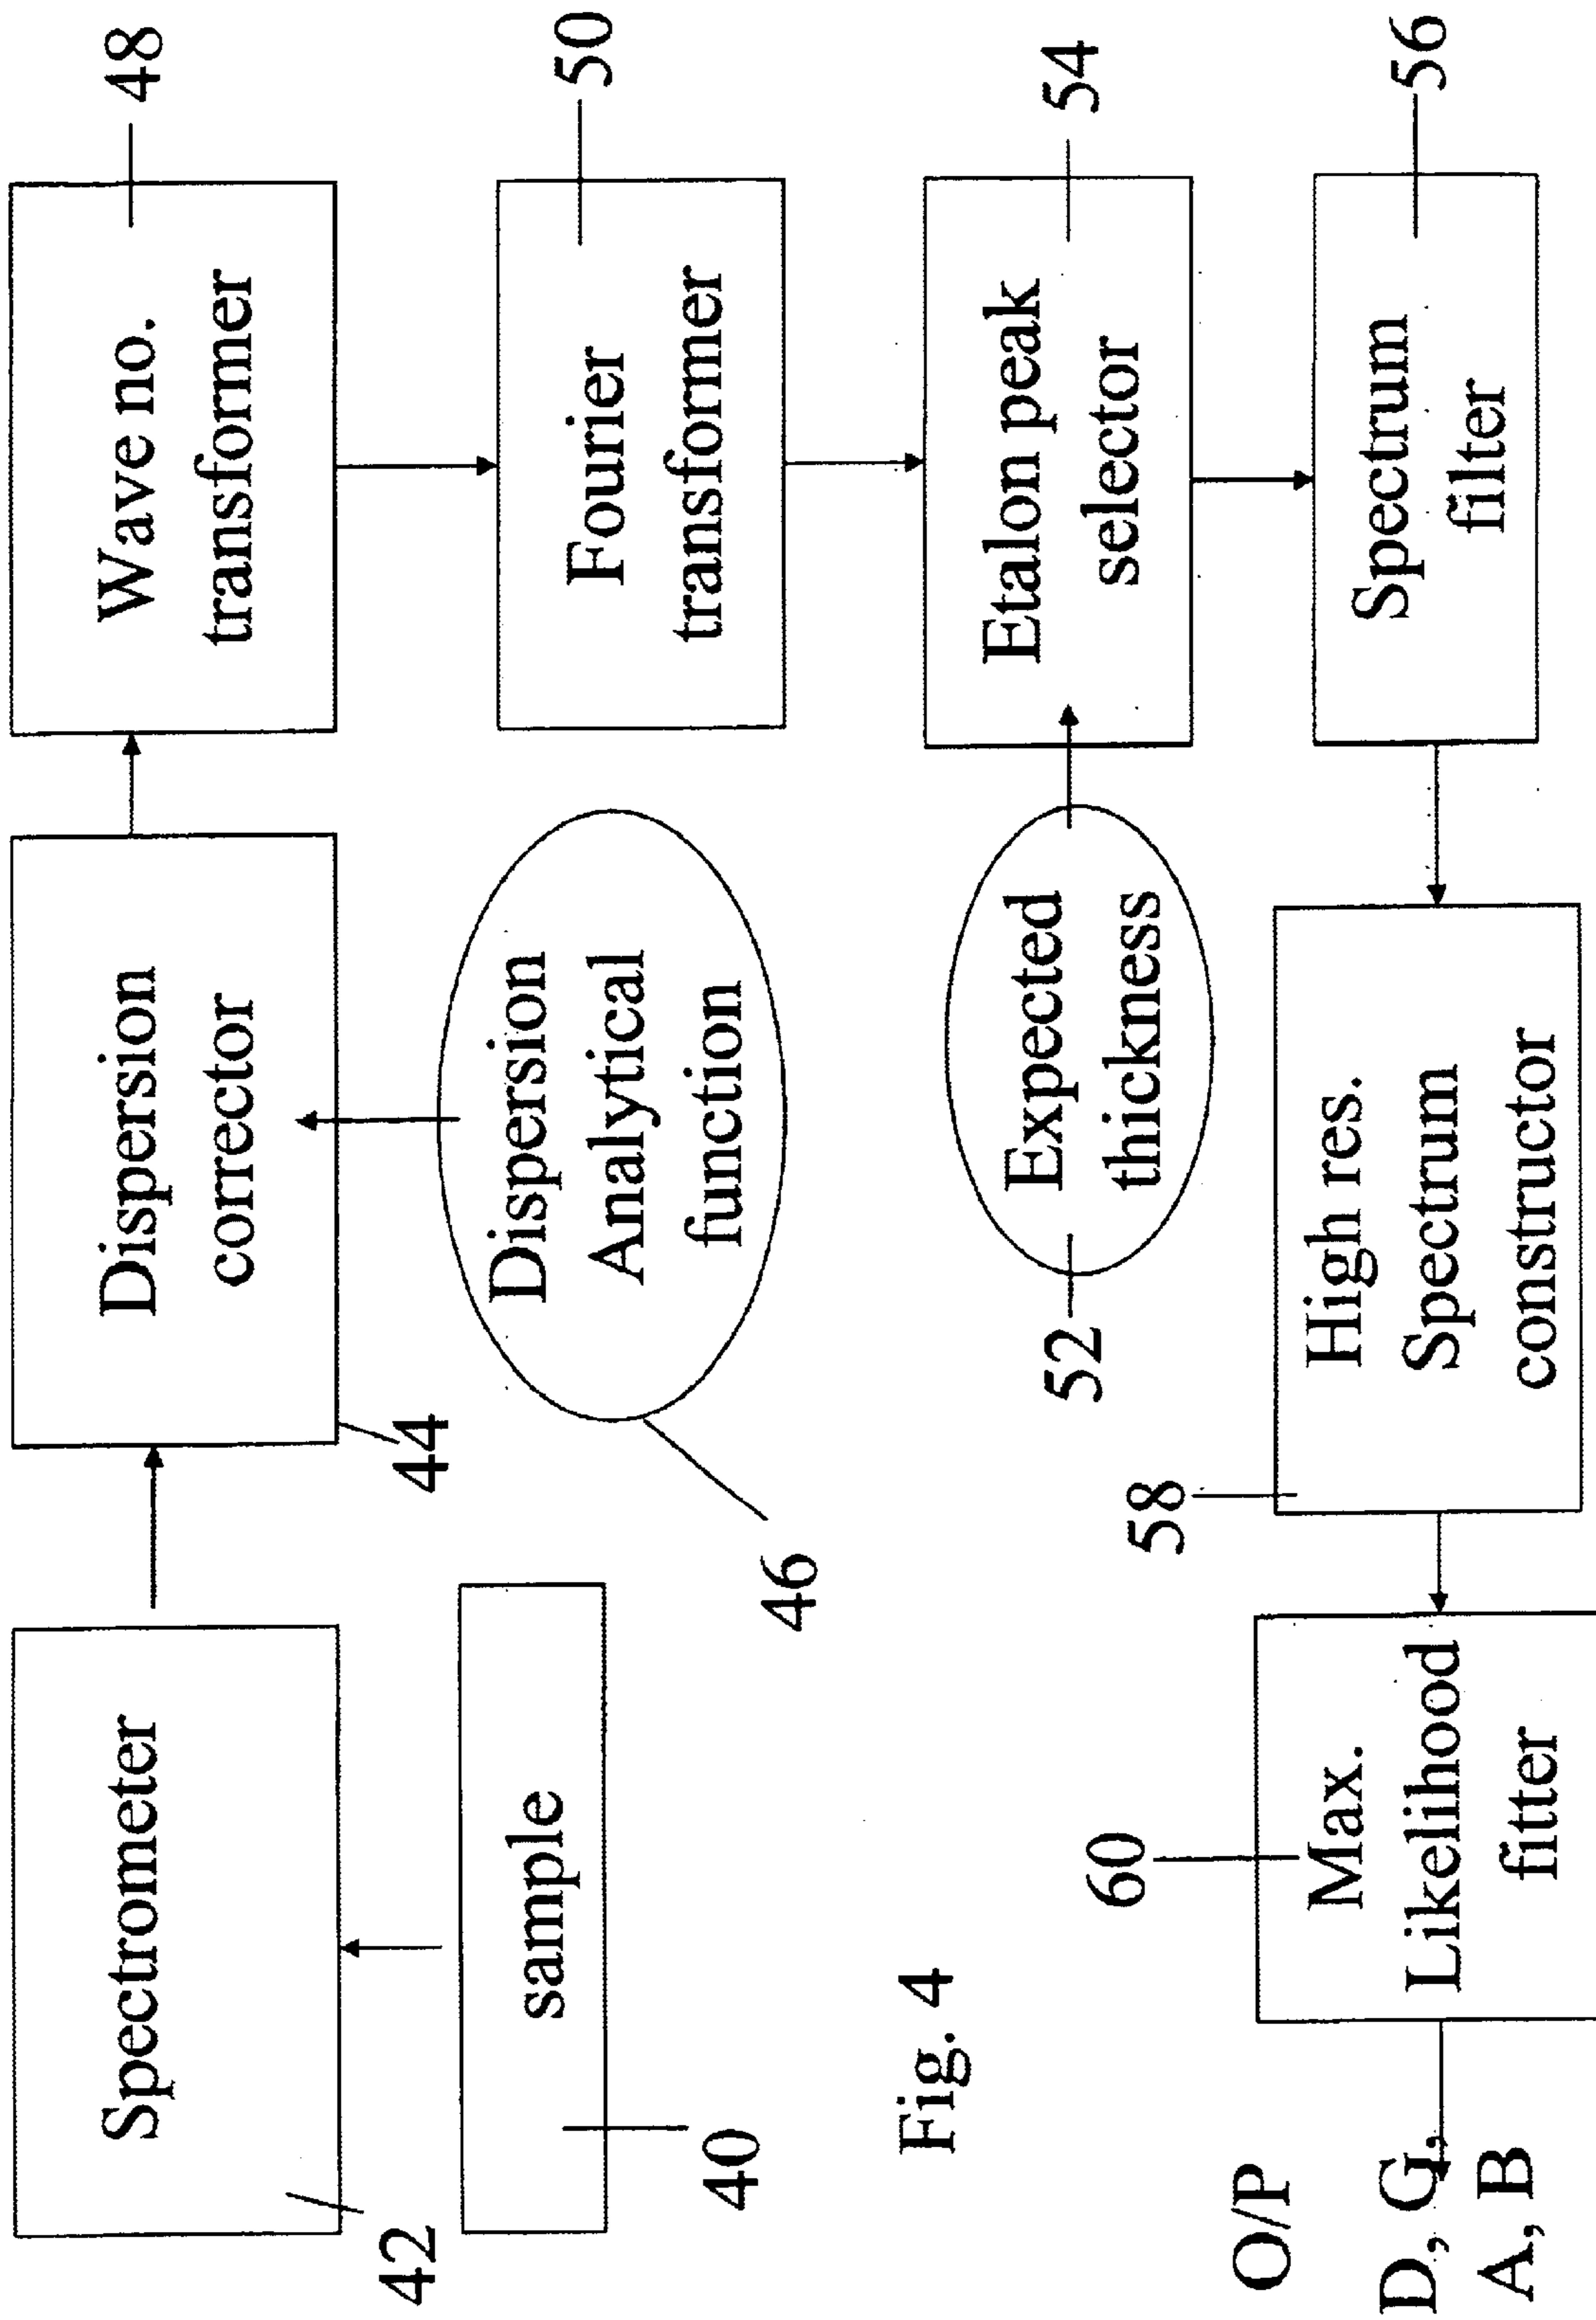 Spectrometer
42
sample
40
Dispersion
corrector
44
Dispersion
Analytical
function
46
Wave no.
transformer
48
Fourier
transformer
50
Expected
thickness
52
Etalon peak
selector
54
Spectrum
filter
56
High res.
Spectrum
constructor
58
Max.
Likelihood
fitter
60
O/P
D, G,
A, B
Fig. 4